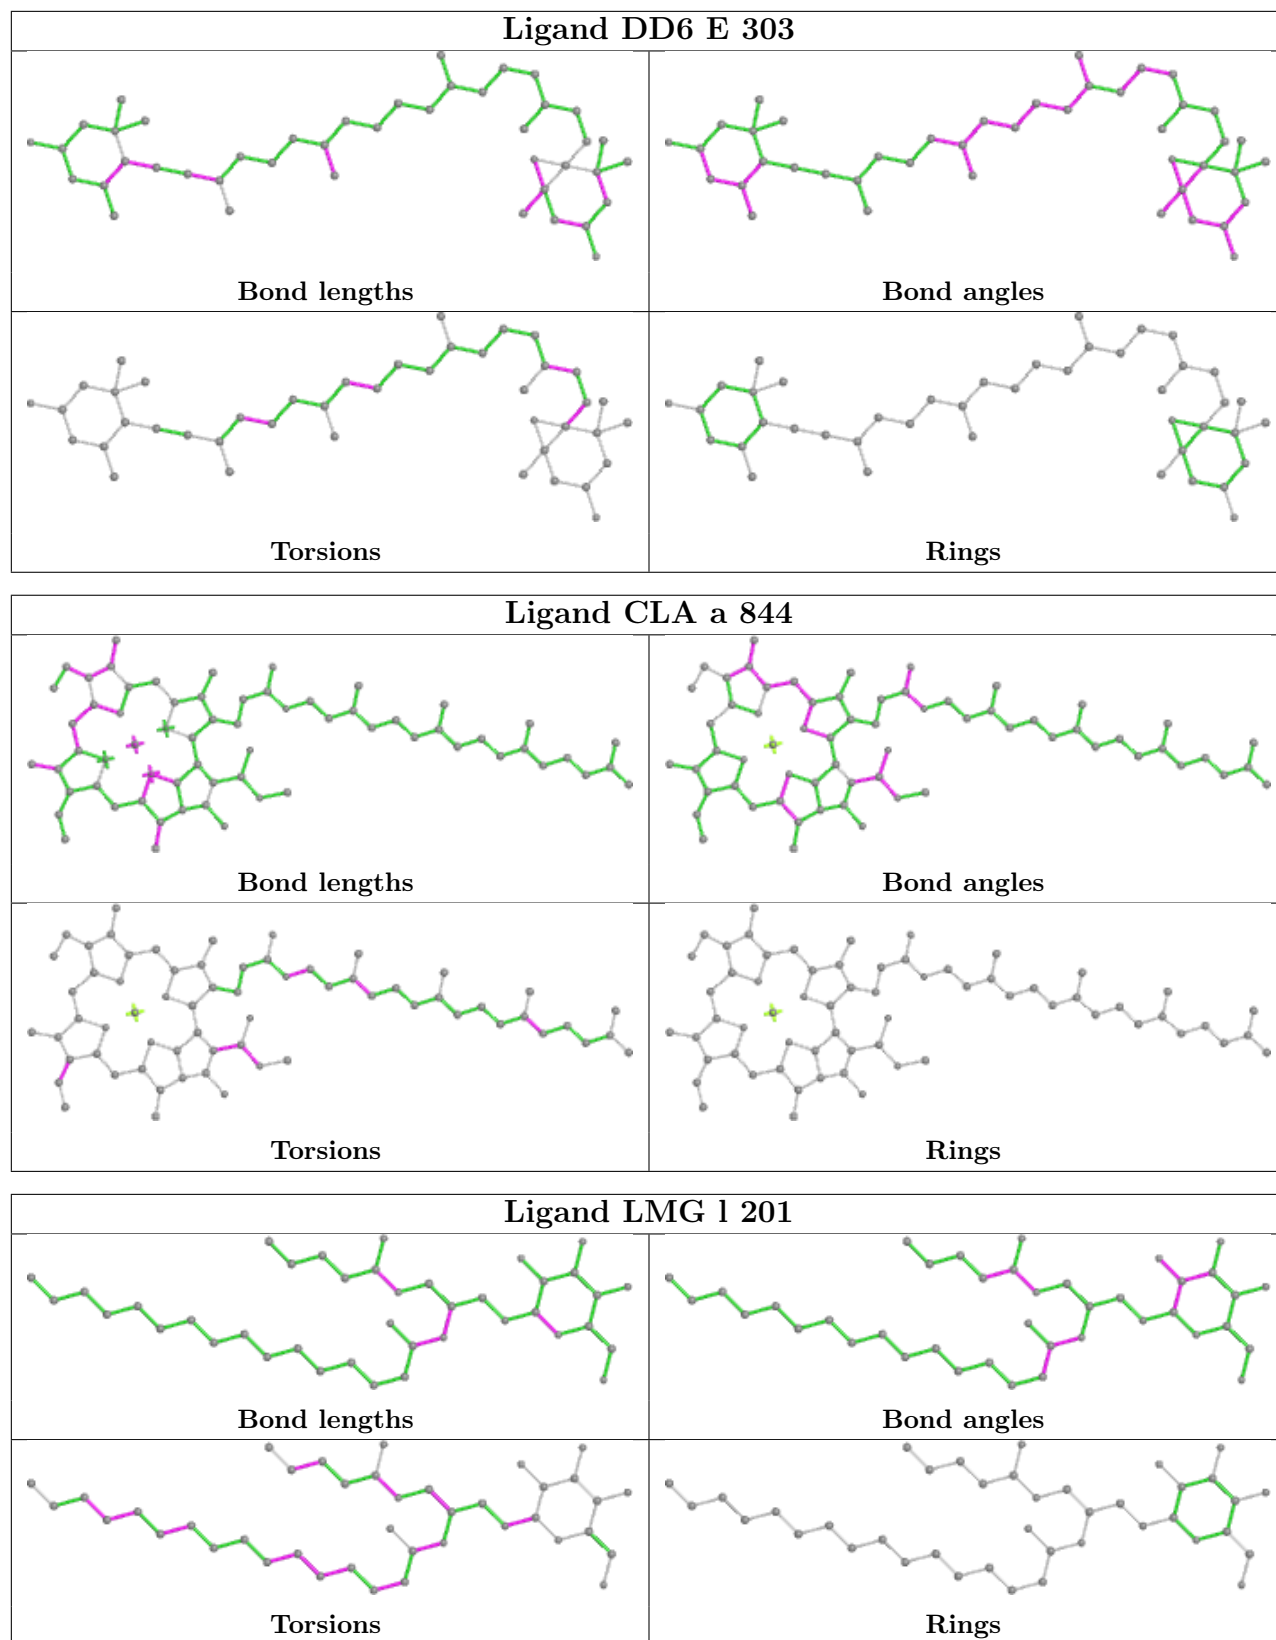 Ligand DD6 E 303
Bond lengths
Bond angles
Torsions
Rings
Ligand CLA a 844
Bond lengths
Bond angles
Torsions
Rings
Ligand LMG l 201
Bond lengths
Bond angles
Torsions
Rings